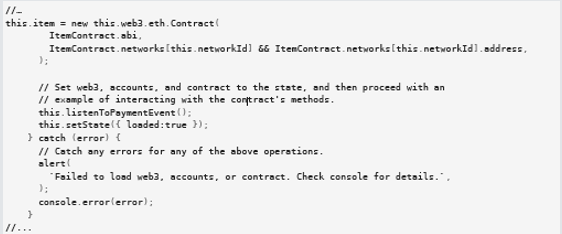 //…
this.item = new this.web3.eth.Contract(
ItemContract.abi,
ItemContract.networks[this.networkId] && ItemContract.networks[this.networkId].address,
);
// Set web3, accounts, and contract to the state, and then proceed with an
// example of interacting with the contract's methods.
this.listenToPaymentEvent();
this.setState({ loaded:true });
} catch (error) {
// Catch any errors for any of the above operations.
alert(
`Failed to load web3, accounts, or contract. Check console for details.`,
);
console.error(error);
}
//...